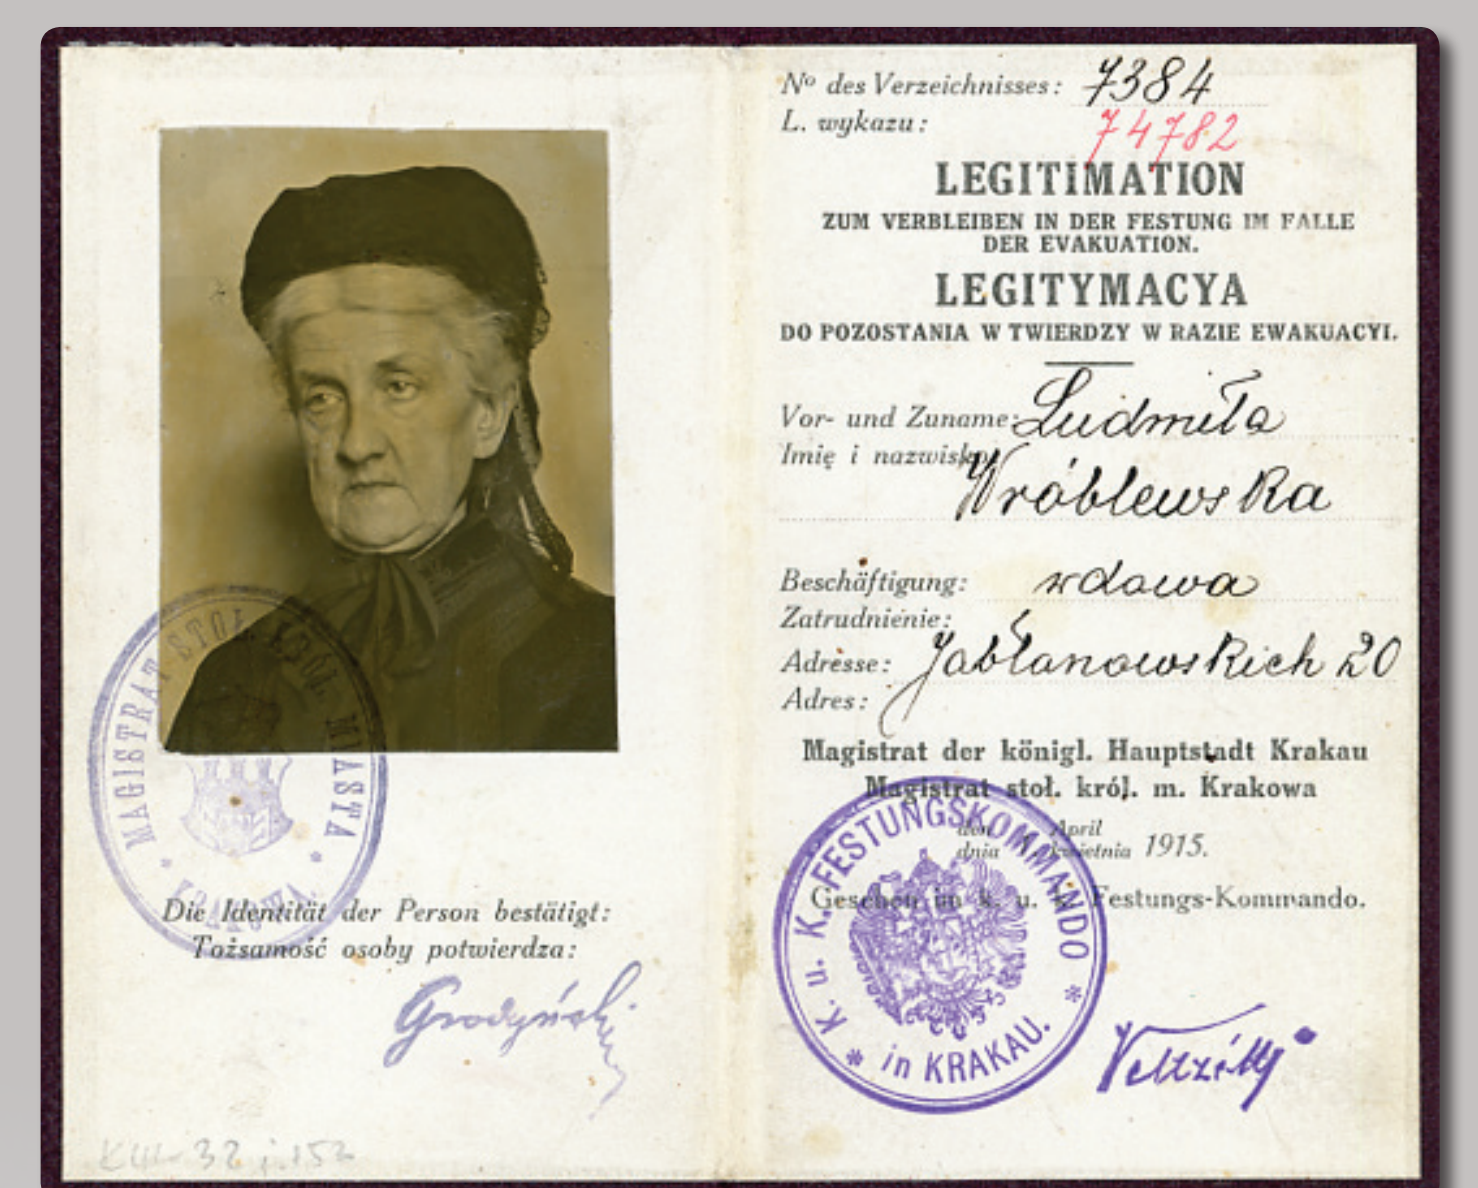 MAGISTRAT STOŁ. KRÓL. MIASTA
* KRAKOWA. *
Die Identität der Person bestätigt:
Tożsamość osoby potwierdza:
Grodyński
Nº des Verzeichnisses: 7384
L. wykazu: 74782
LEGITIMATION
ZUM VERBLEIBEN IN DER FESTUNG IM FALLE
DER EVAKUATION.
LEGITYMACYA
DO POZOSTANIA W TWIERDZY W RAZIE EWAKUACYI.
Vor- und Zuname: Ludmiła
Imię i nazwisko
Wróblewska
Beschäftigung: wdowa
Zatrudnienie:
Adresse: Jabłonowskich 20
Adres:
Magistrat der königl. Hauptstadt Krakau
Magistrat stoł. król. m. Krakowa
den April
dnia kwietnia 1915.
Gesehen im k. u. k. Festungs-Kommando.
K. u. K. FESTUNGSKOMMANDO
* in KRAKAU. *